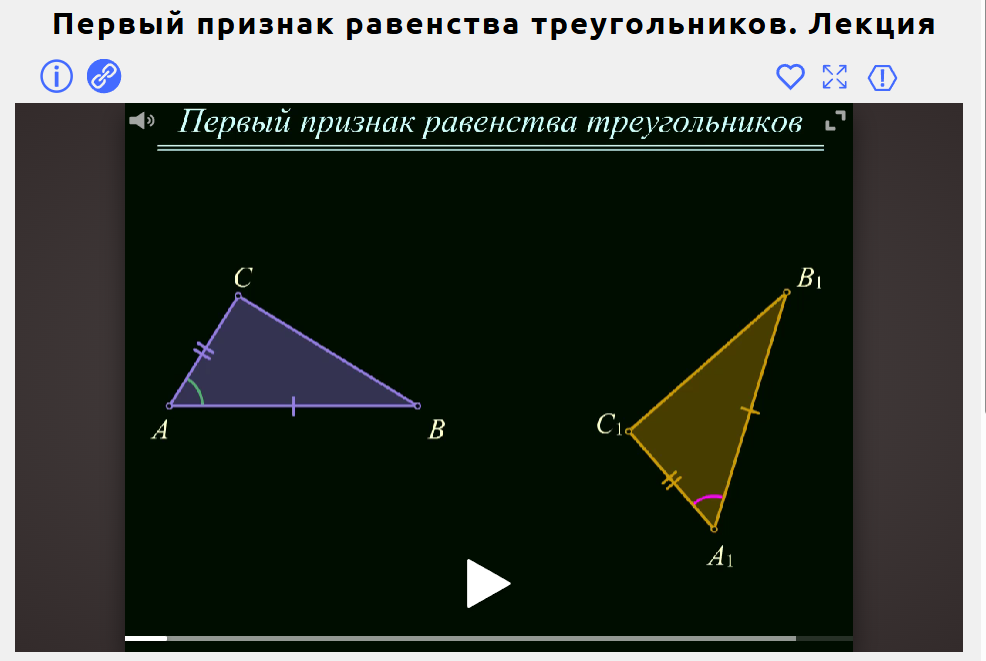 Первый признак равенства треугольников. Лекция
Первый признак равенства треугольников
C
B₁
A
B
C₁
A₁